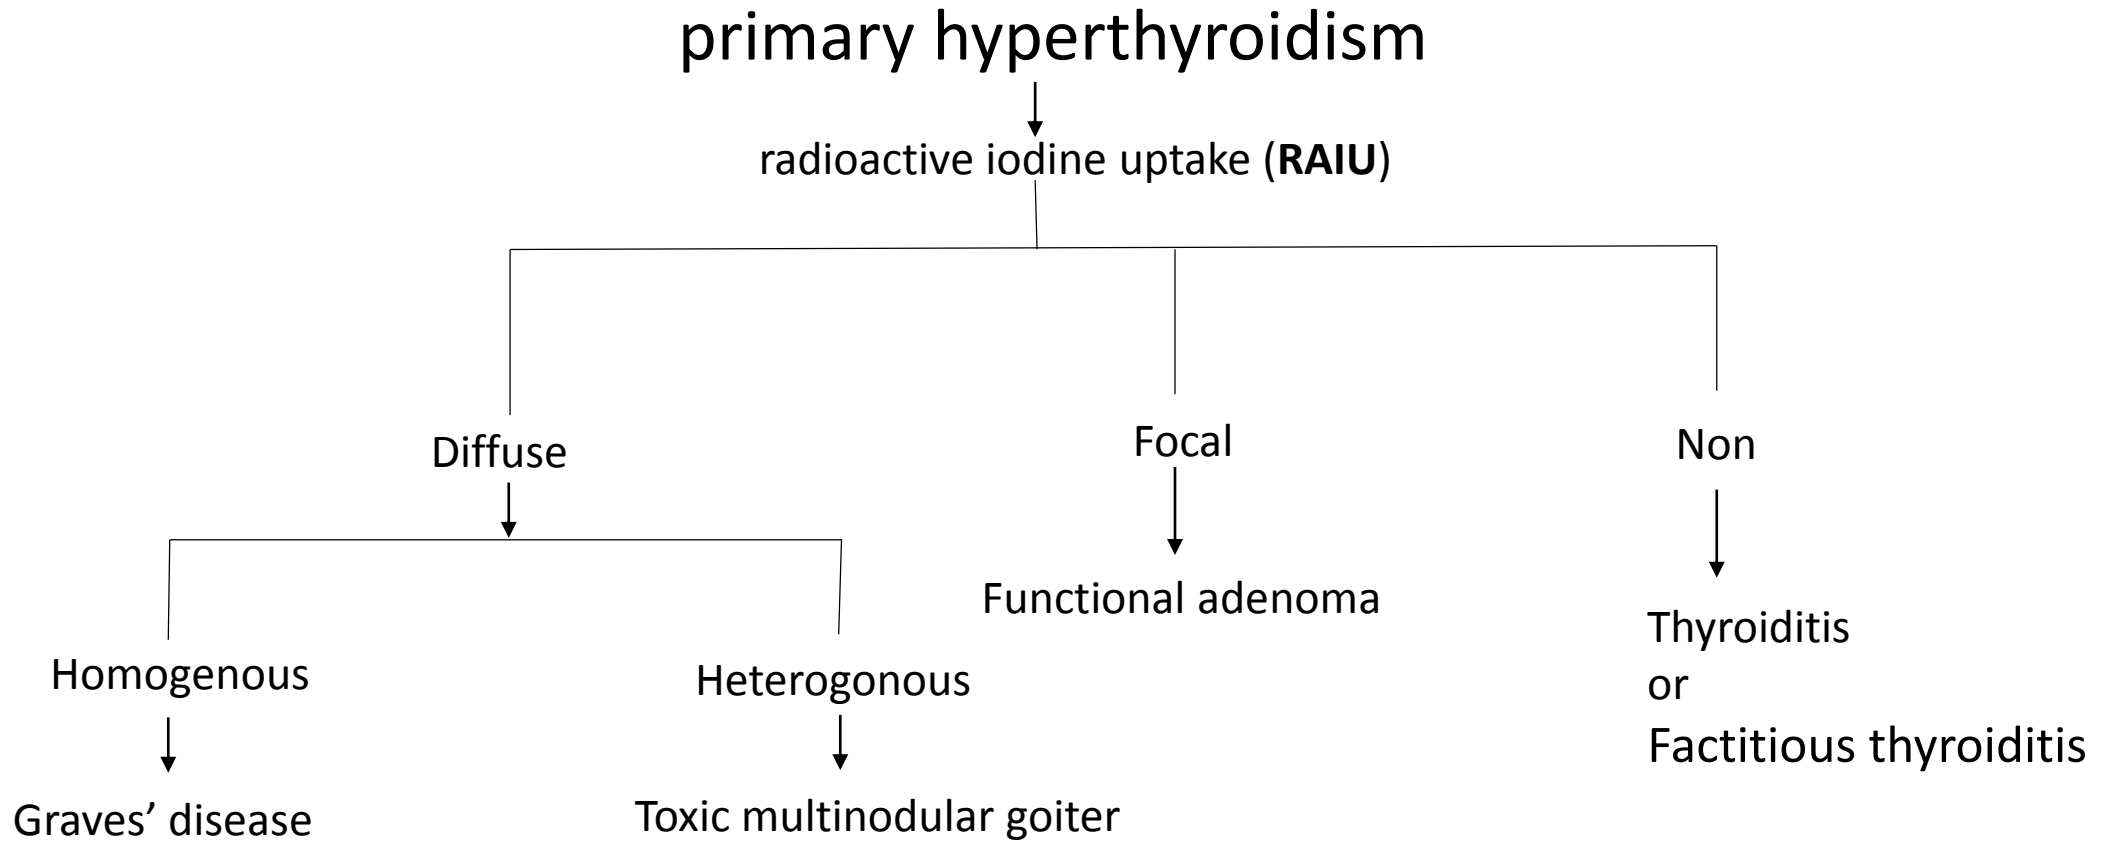 primary hyperthyroidism
radioactive iodine uptake (RAIU)
Diffuse
Focal
Non
Homogenous
Heterogonous
Functional adenoma
Thyroiditis
or
Factitious thyroiditis
Graves’ disease
Toxic multinodular goiter